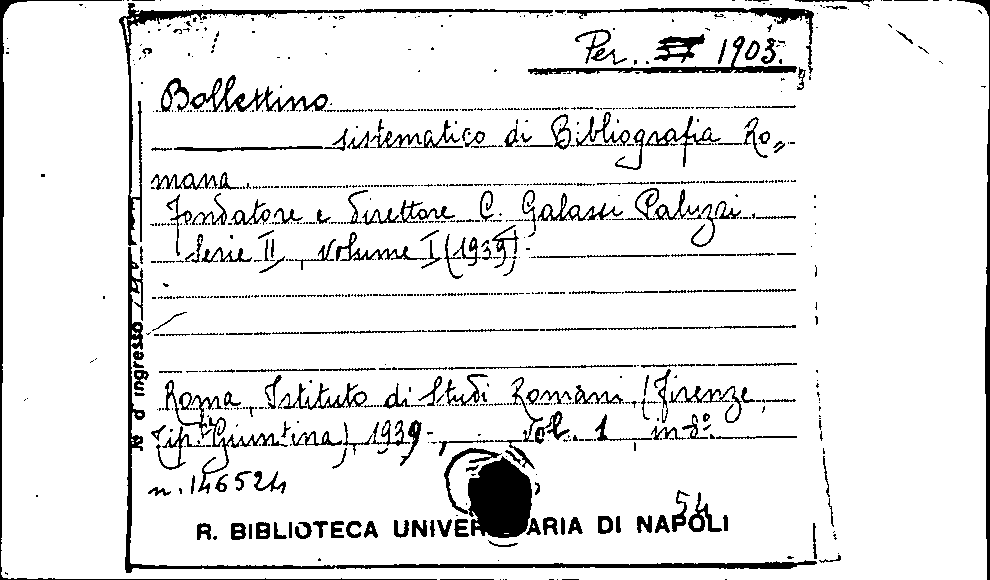 Per. 57 1903.
Bollettino
sistematico di Bibliografia Ro„
mana.
Fondatore e direttore C. Galassi Paluzzi.
Serie II, volume I (1939)-
Roma, Istituto di Studi Romani, (Firenze,
Tip. Giuntina), 1939-, vol. 1, in-8°.
n. 146524
54
R. BIBLIOTECA UNIVER ARIA DI NAPOLI
d'ingresso